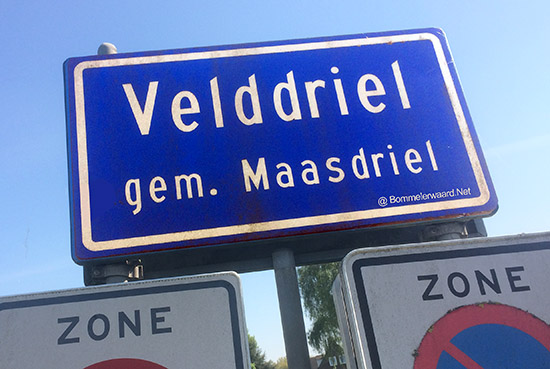 Velddriel
gem. Maasdriel
@ Bommelerwaard.Net
ZONE
ZONE